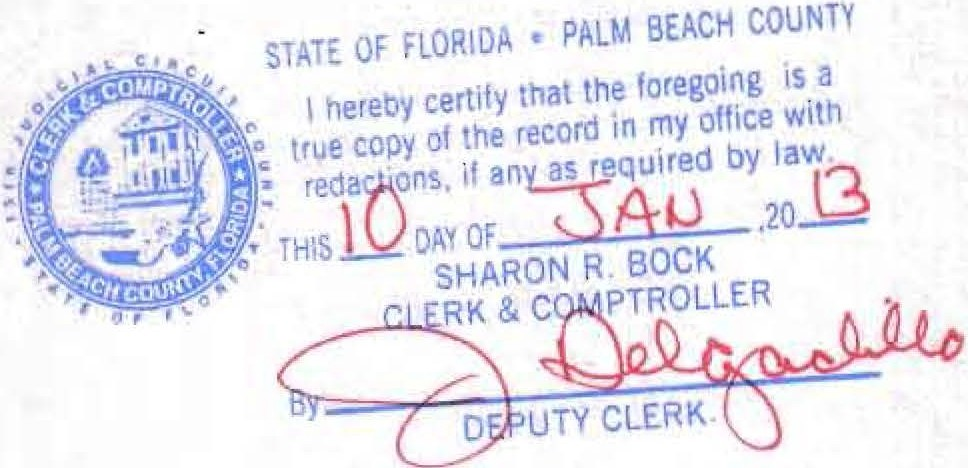 STATE OF FLORIDA • PALM BEACH COUNTY
I hereby certify that the foregoing is a
true copy of the record in my office with
redactions, if any as required by law.
THIS 10 DAY OF JAN ,20 13
SHARON R. BOCK
CLERK & COMPTROLLER
By J Delgadillo
DEPUTY CLERK.
15TH JUDICIAL CIRCUIT COURT
STATE OF FLORIDA
CLERK & COMPTROLLER
PALM BEACH COUNTY, FLORIDA